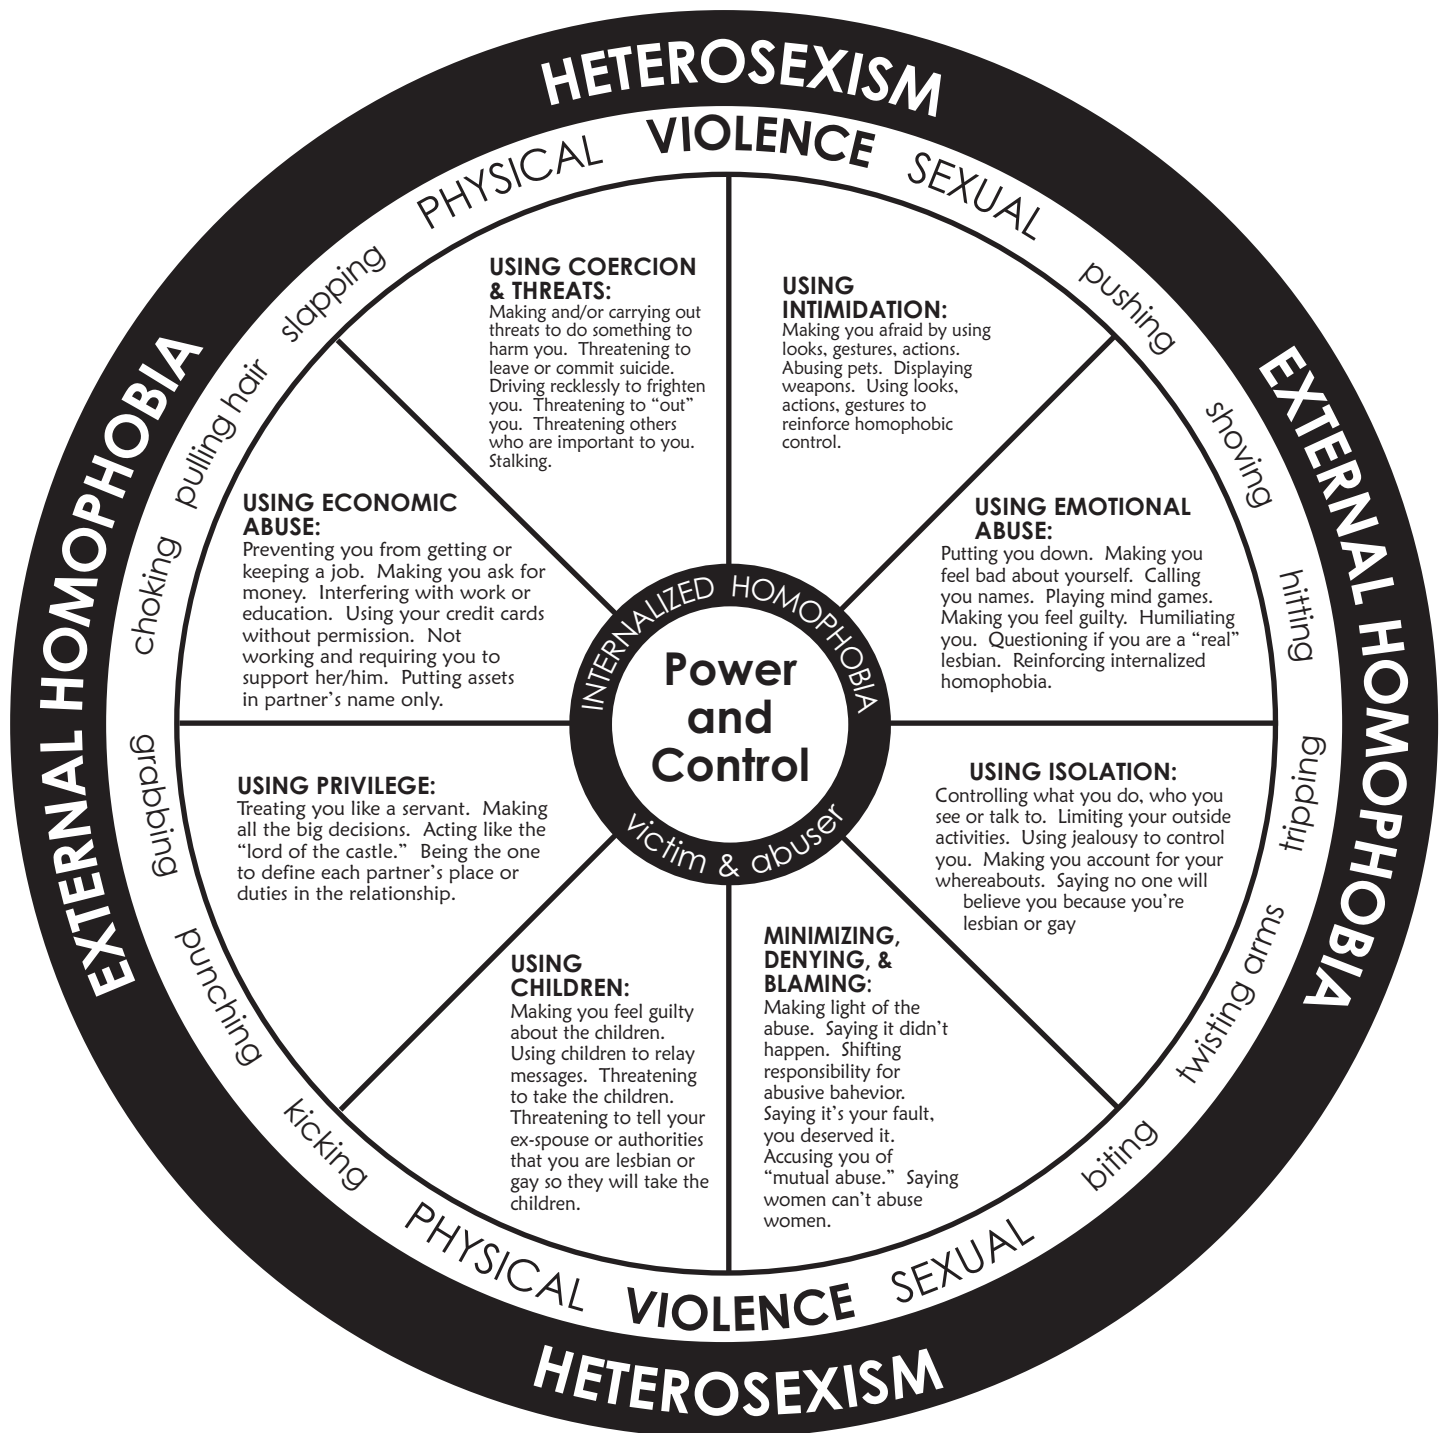 HETEROSEXISM
EXTERNAL HOMOPHOBIA
EXTERNAL HOMOPHOBIA
HETEROSEXISM
PHYSICAL VIOLENCE SEXUAL
pushing
shoving
hitting
tripping
twisting arms
biting
PHYSICAL VIOLENCE SEXUAL
kicking
punching
grabbing
choking
pulling hair
slapping
USING COERCION
& THREATS:
Making and/or carrying out
threats to do something to
harm you. Threatening to
leave or commit suicide.
Driving recklessly to frighten
you. Threatening to “out”
you. Threatening others
who are important to you.
Stalking.
USING
INTIMIDATION:
Making you afraid by using
looks, gestures, actions.
Abusing pets. Displaying
weapons. Using looks,
actions, gestures to
reinforce homophobic
control.
USING EMOTIONAL
ABUSE:
Putting you down. Making you
feel bad about yourself. Calling
you names. Playing mind games.
Making you feel guilty. Humiliating
you. Questioning if you are a “real”
lesbian. Reinforcing internalized
homophobia.
USING ISOLATION:
Controlling what you do, who you
see or talk to. Limiting your outside
activities. Using jealousy to control
you. Making you account for your
whereabouts. Saying no one will
believe you because you’re
lesbian or gay
MINIMIZING,
DENYING, &
BLAMING:
Making light of the
abuse. Saying it didn’t
happen. Shifting
responsibility for
abusive bahevior.
Saying it’s your fault,
you deserved it.
Accusing you of
“mutual abuse.” Saying
women can’t abuse
women.
USING
CHILDREN:
Making you feel guilty
about the children.
Using children to relay
messages. Threatening
to take the children.
Threatening to tell your
ex-spouse or authorities
that you are lesbian or
gay so they will take the
children.
USING PRIVILEGE:
Treating you like a servant. Making
all the big decisions. Acting like the
“lord of the castle.” Being the one
to define each partner’s place or
duties in the relationship.
USING ECONOMIC
ABUSE:
Preventing you from getting or
keeping a job. Making you ask for
money. Interfering with work or
education. Using your credit cards
without permission. Not
working and requiring you to
support her/him. Putting assets
in partner’s name only.
INTERNALIZED HOMOPHOBIA
Power
and
Control
victim & abuser